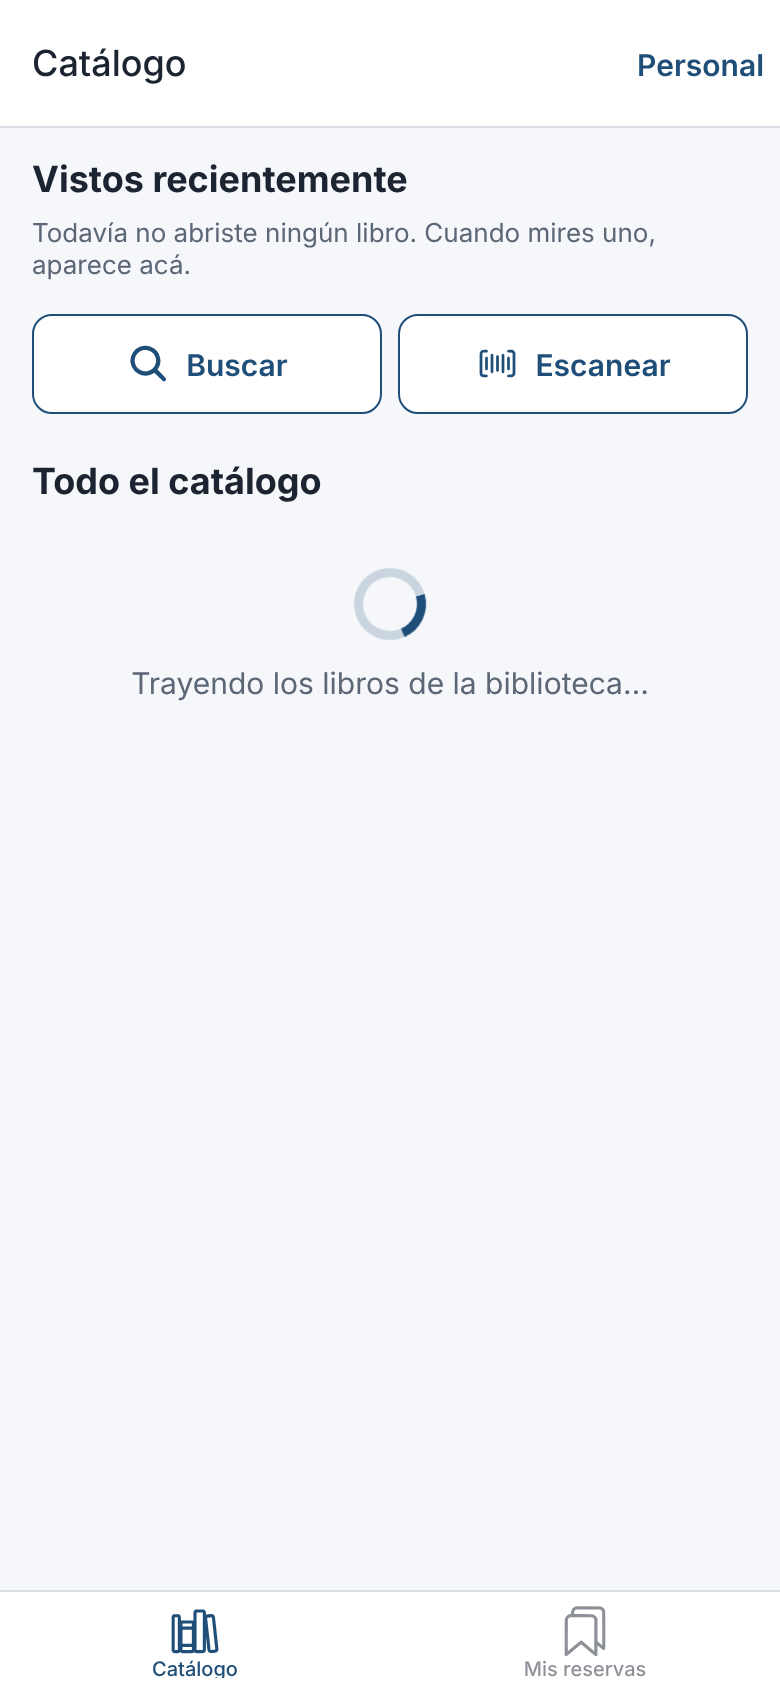 Catálogo
Personal
Vistos recientemente
Todavía no abriste ningún libro. Cuando mires uno,
aparece acá.
Buscar
Escanear
Todo el catálogo
Trayendo los libros de la biblioteca...
Catálogo
Mis reservas